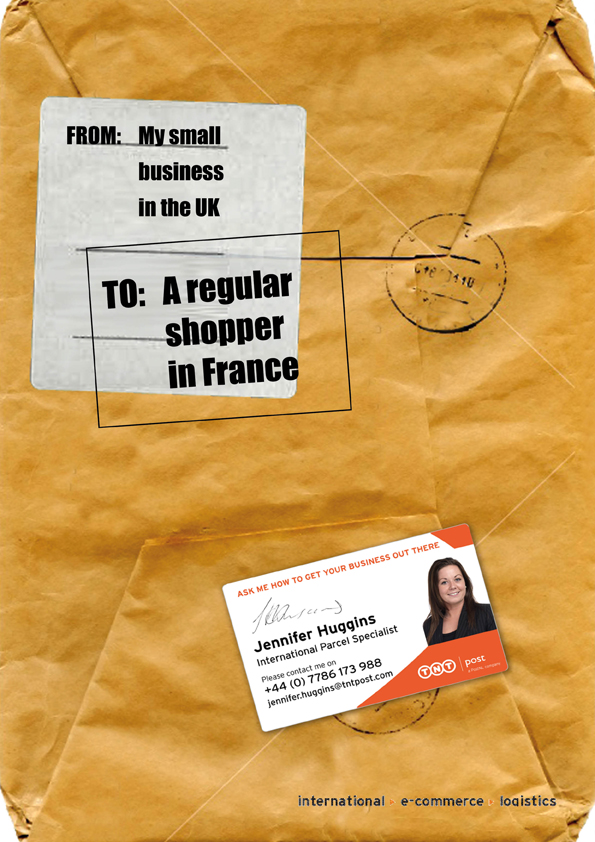 FROM: My small
business
in the UK
TO: A regular
shopper
in France
ASK ME HOW TO GET YOUR BUSINESS OUT THERE
Jennifer Huggins
International Parcel Specialist
Please contact me on
+44 (0) 7786 173 988
jennifer.huggins@tntpost.com
TNT post
international e-commerce logistics